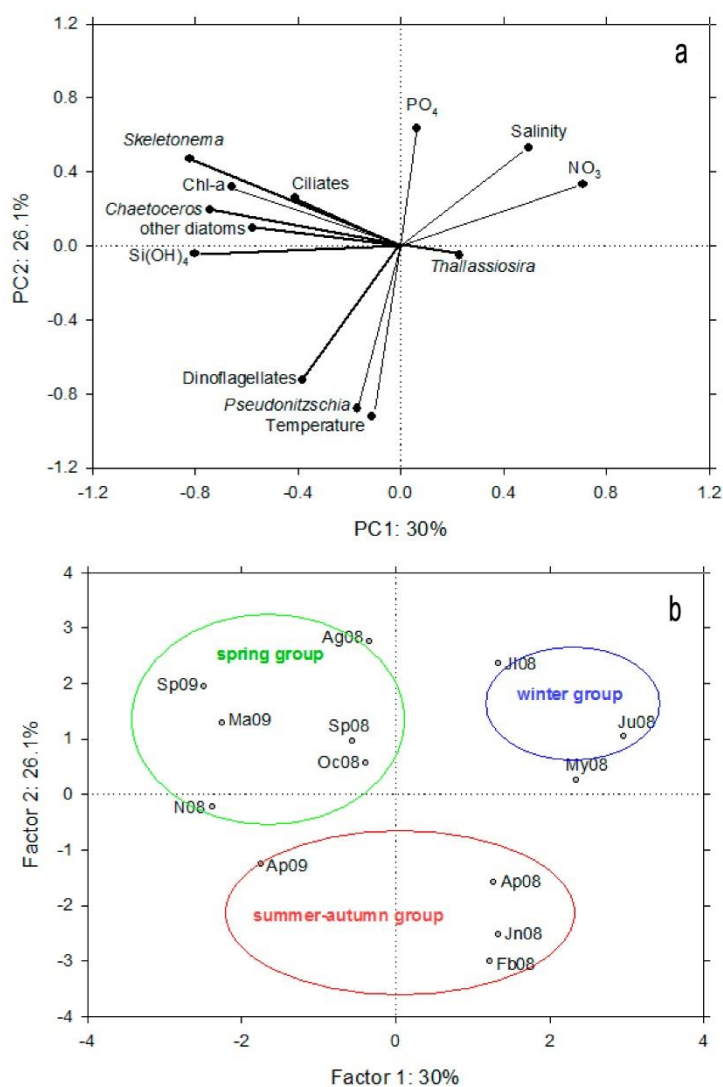 1.2
a
0.8
PO4
Skeletonema
Salinity
0.4
Chl-a
Ciliates
NO3
Chaetoceros
other diatoms
0.0
Si(OH)4
Thallassiosira
PC2: 26.1%
-0.4
Dinoflagellates
-0.8
Pseudonitzschia
Temperature
-1.2
-1.2 -0.8 -0.4 0.0 0.4 0.8 1.2
PC1: 30%
4
b
3
Ag08
spring group
Jl08
2
Sp09
winter group
Ma09
Sp08
Ju08
1
Oc08
My08
0
N08
Factor 2: 26.1%
-1
Ap09
Ap08
-2
summer-autumn group
Jn08
-3
Fb08
-4
-4 -2 0 2 4
Factor 1: 30%